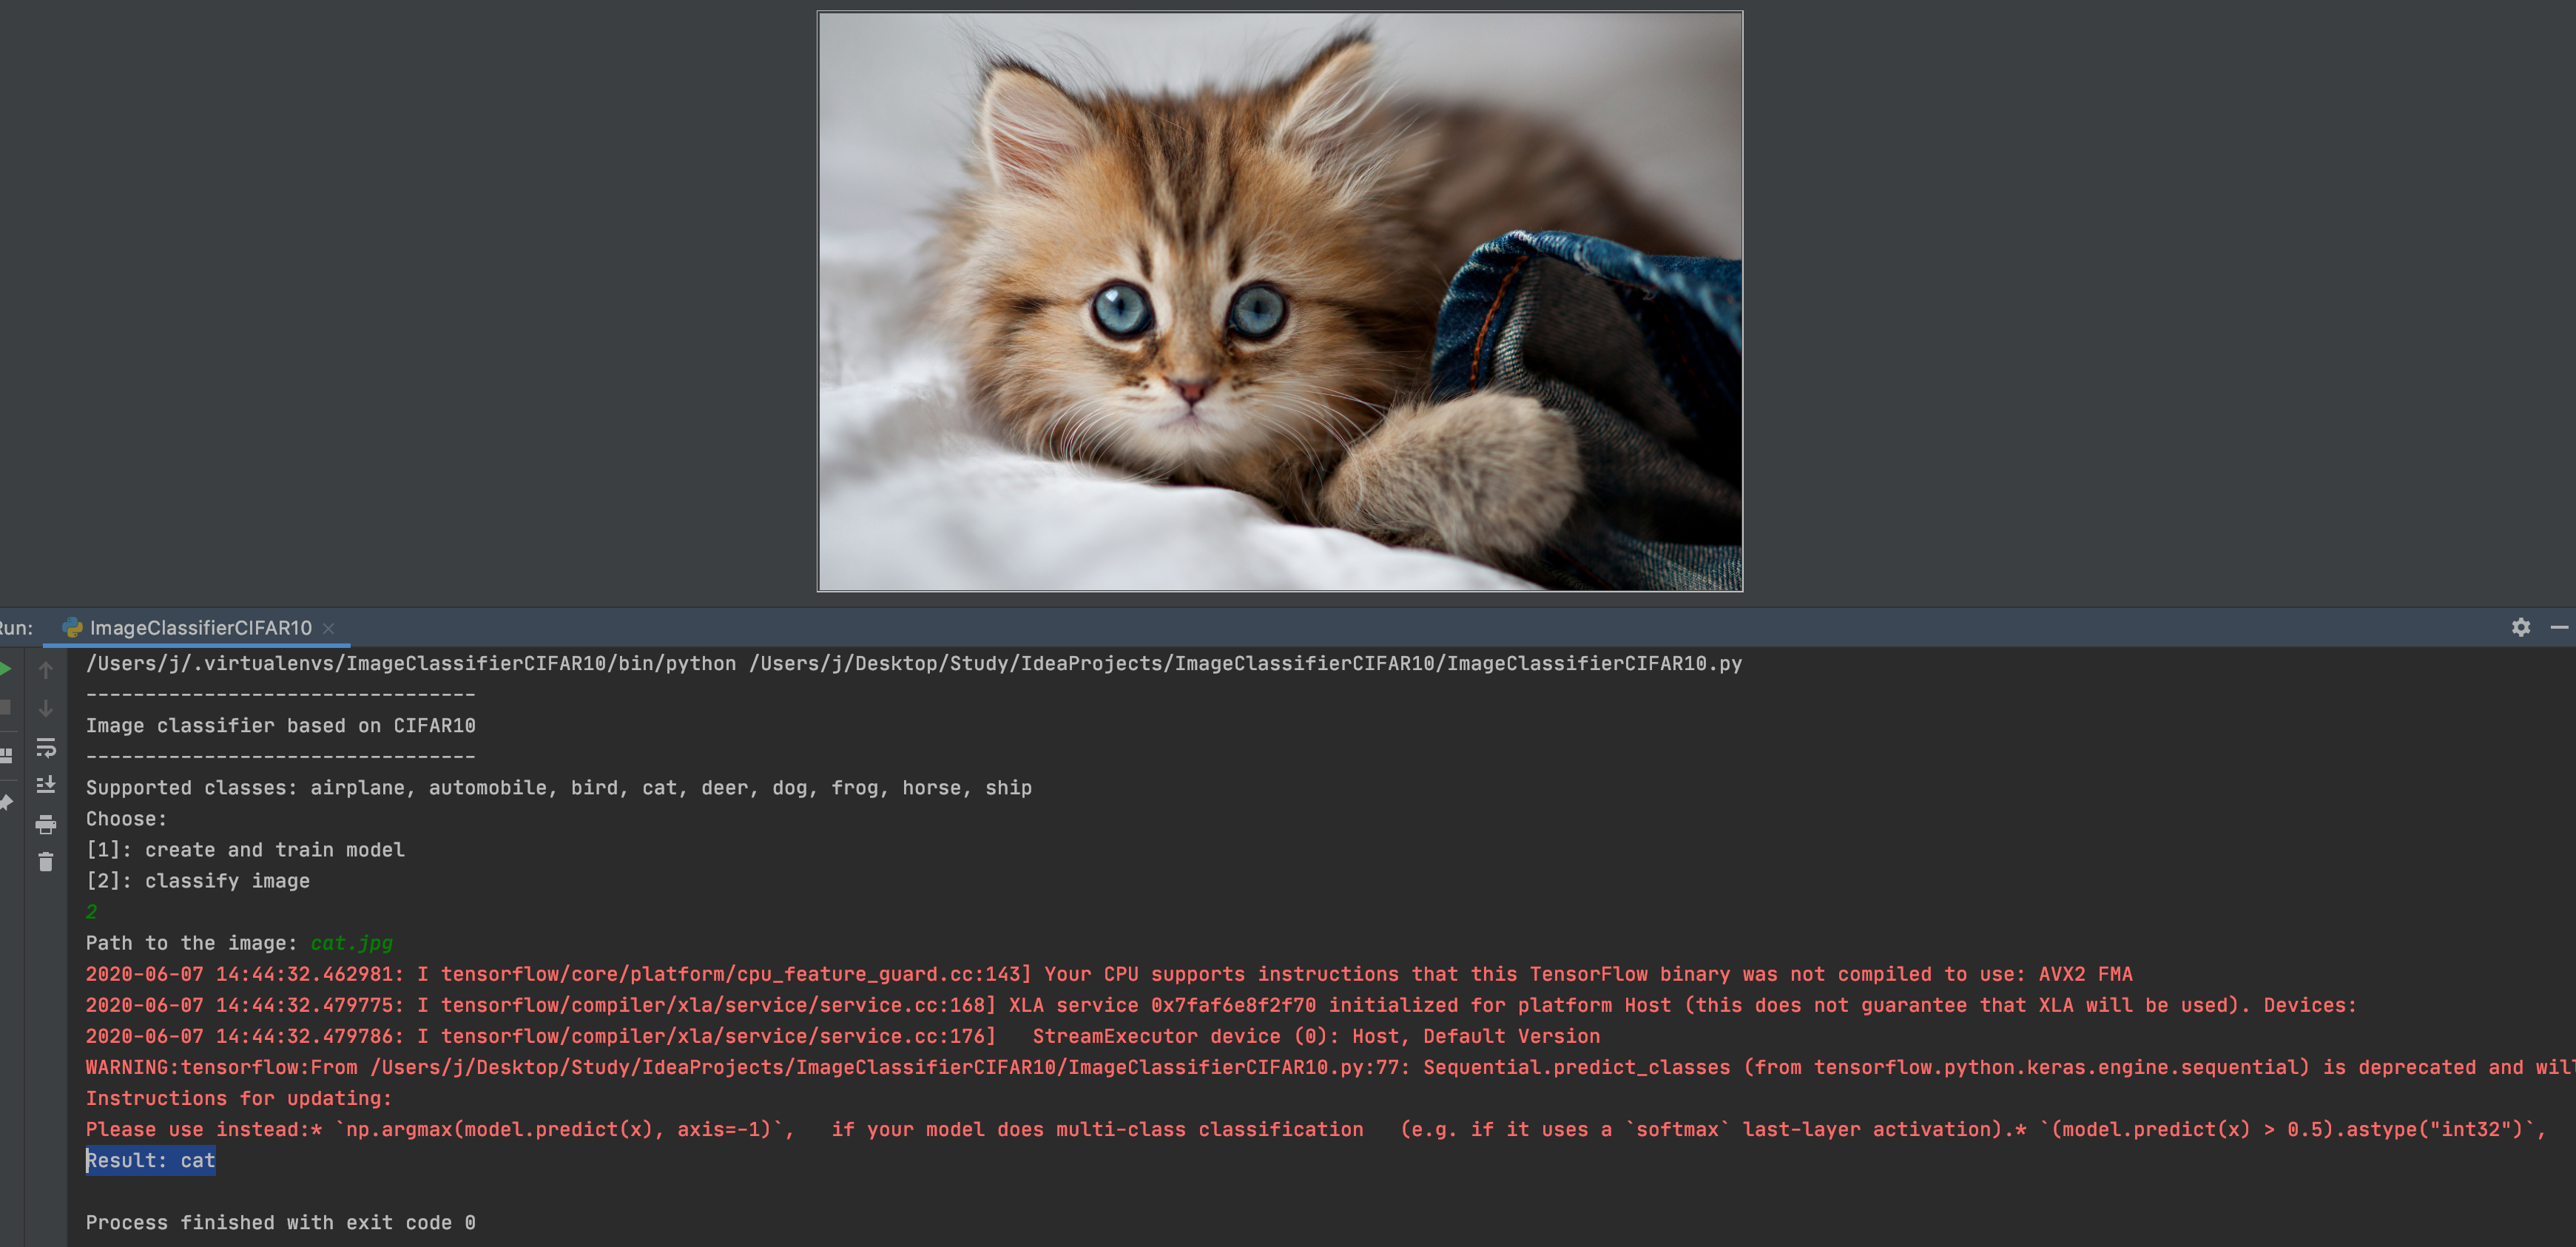 Run: ImageClassifierCIFAR10
/Users/j/.virtualenvs/ImageClassifierCIFAR10/bin/python /Users/j/Desktop/Study/IdeaProjects/ImageClassifierCIFAR10/ImageClassifierCIFAR10.py
---------------------------------
Image classifier based on CIFAR10
---------------------------------
Supported classes: airplane, automobile, bird, cat, deer, dog, frog, horse, ship
Choose:
[1]: create and train model
[2]: classify image
2
Path to the image: cat.jpg
2020-06-07 14:44:32.462981: I tensorflow/core/platform/cpu_feature_guard.cc:143] Your CPU supports instructions that this TensorFlow binary was not compiled to use: AVX2 FMA
2020-06-07 14:44:32.479775: I tensorflow/compiler/xla/service/service.cc:168] XLA service 0x7faf6e8f2f70 initialized for platform Host (this does not guarantee that XLA will be used). Devices:
2020-06-07 14:44:32.479786: I tensorflow/compiler/xla/service/service.cc:176]   StreamExecutor device (0): Host, Default Version
WARNING:tensorflow:From /Users/j/Desktop/Study/IdeaProjects/ImageClassifierCIFAR10/ImageClassifierCIFAR10.py:77: Sequential.predict_classes (from tensorflow.python.keras.engine.sequential) is deprecated and will
Instructions for updating:
Please use instead:* `np.argmax(model.predict(x), axis=-1)`,   if your model does multi-class classification   (e.g. if it uses a `softmax` last-layer activation).* `(model.predict(x) > 0.5).astype("int32")`,
Result: cat
Process finished with exit code 0